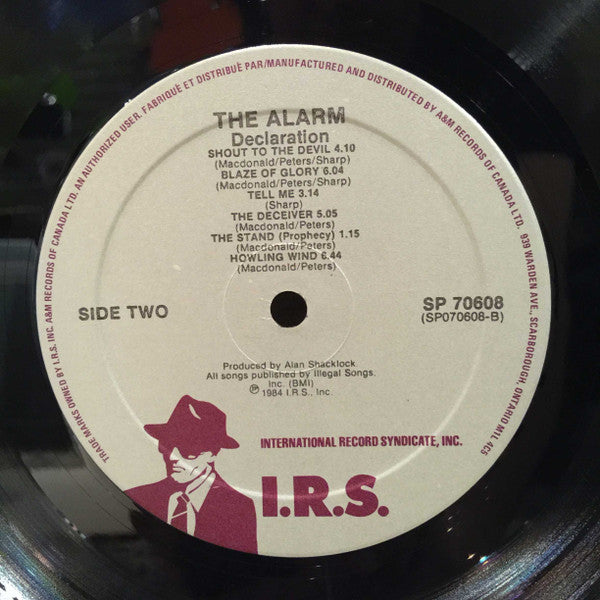 TRADE MARKS OWNED BY I.R.S. INC. A&M RECORDS OF CANADA LTD. AN AUTHORIZED USER. FABRIQUÉ ET DISTRIBUÉ PAR/MANUFACTURED AND DISTRIBUTED BY A&M RECORDS OF CANADA LTD. 939 WARDEN AVE., SCARBOROUGH, ONTARIO M1L 4C5
THE ALARM
Declaration
SHOUT TO THE DEVIL 4.10
(Macdonald/Peters/Sharp)
BLAZE OF GLORY 6.04
(Macdonald/Peters/Sharp)
TELL ME 3.14
(Sharp)
THE DECEIVER 5.05
(Macdonald/Peters)
THE STAND (Prophecy) 1.15
(Macdonald/Peters)
HOWLING WIND 6.44
(Macdonald/Peters)
SIDE TWO
SP 70608
(SP070608-B)
Produced by Alan Shacklock
All songs published by Illegal Songs.
Inc. (BMI)
℗ 1984 I.R.S., Inc.
INTERNATIONAL RECORD SYNDICATE, INC.
I.R.S.